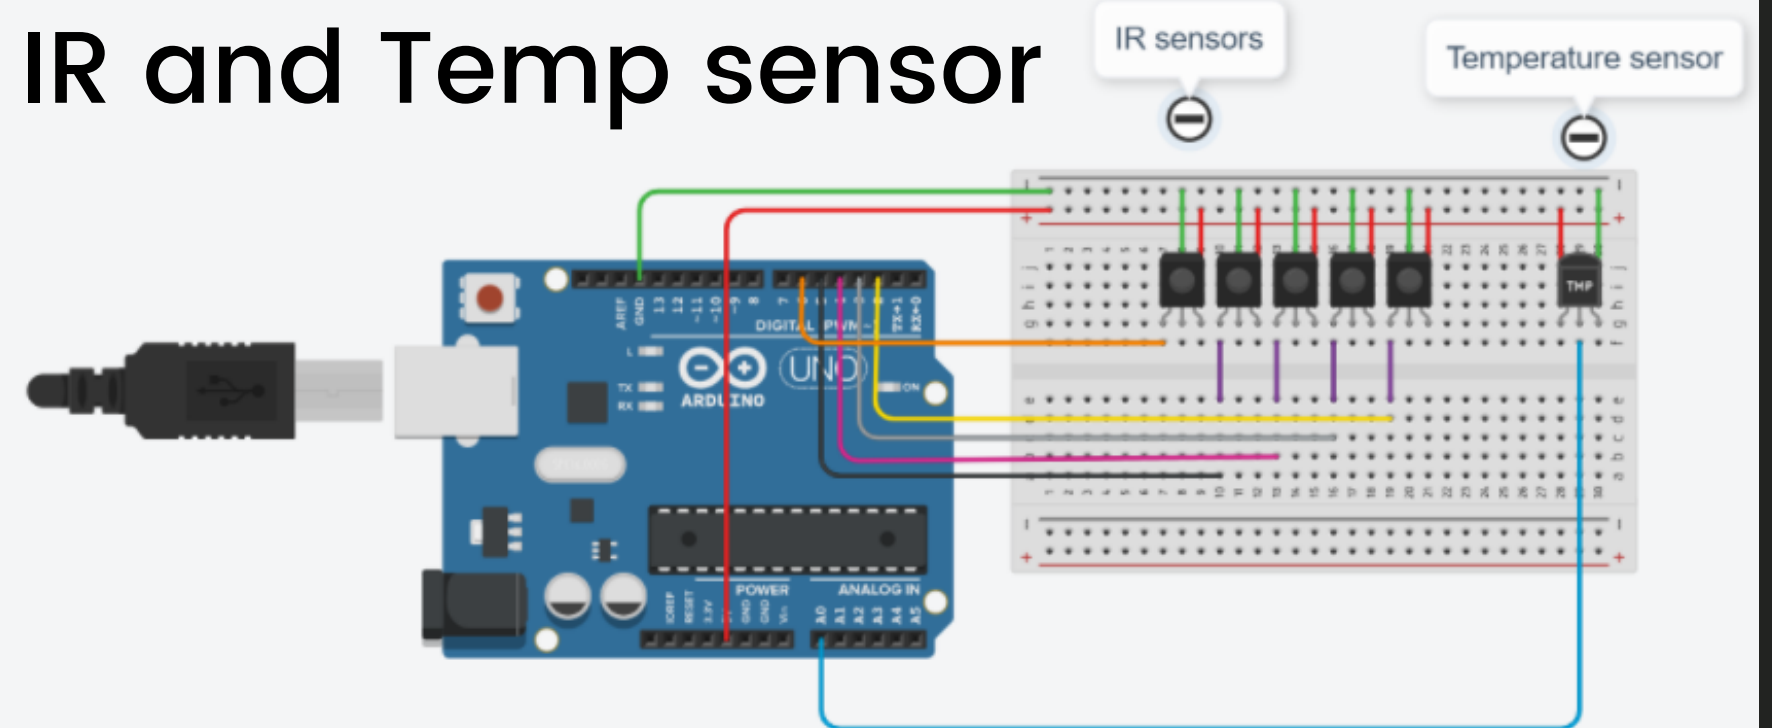 IR and Temp sensor
IR sensors
Temperature sensor
AREF
GND
13
12
~11
~10
~9
8
7
TX→1
RX←0
DIGITAL PWM~
L
TX
RX
UNO
ON
ARDUINO
POWER
ANALOG IN
IOREF
RESET
3.3V
GND
GND
Vin
A0
A1
A2
A3
A4
A5
TMP